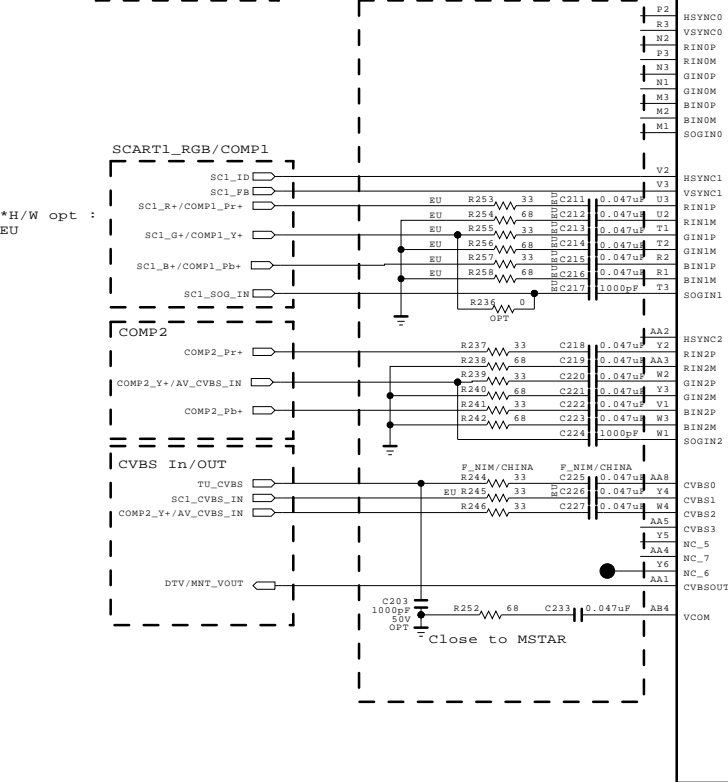 P2 HSYNC0
R3 VSYNC0
N2 RIN0P
P3 RIN0M
N3 GIN0P
N1 GIN0M
M3 BIN0P
M2 BIN0M
M1 SOGIN0
*H/W opt :
EU
SCART1_RGB/COMP1
SC1_ID V2 HSYNC1
SC1_FB V3 VSYNC1
SC1_R+/COMP1_Pr+ EU R253 33 EU C211 0.047uF U3 RIN1P
R254 68 EU C212 0.047uF U2 RIN1M
SC1_G+/COMP1_Y+ EU R255 33 EU C213 0.047uF T1 GIN1P
EU R256 68 EU C214 0.047uF T2 GIN1M
SC1_B+/COMP1_Pb+ EU R257 33 EU C215 0.047uF R2 BIN1P
EU R258 68 EU C216 0.047uF R1 BIN1M
SC1_SOG_IN EU C217 1000pF T3 SOGIN1
R236 0
OPT
COMP2
AA2 HSYNC2
COMP2_Pr+ R237 33 C218 0.047uF Y2 RIN2P
R238 68 C219 0.047uF AA3 RIN2M
COMP2_Y+/AV_CVBS_IN R239 33 C220 0.047uF W2 GIN2P
R240 68 C221 0.047uF Y3 GIN2M
COMP2_Pb+ R241 33 C222 0.047uF V1 BIN2P
R242 68 C223 0.047uF W3 BIN2M
C224 1000pF W1 SOGIN2
CVBS In/OUT
F_NIM/CHINA F_NIM/CHINA
TU_CVBS R244 33 C225 0.047uF AA8 CVBS0
SC1_CVBS_IN EU R245 33 EU C226 0.047uF Y4 CVBS1
COMP2_Y+/AV_CVBS_IN R246 33 C227 0.047uF W4 CVBS2
AA5 CVBS3
Y5 NC_5
AA4 NC_7
Y6 NC_6
DTV/MNT_VOUT AA1 CVBSOUT
C203
1000pF
50V
OPT
R252 68 C233 0.047uF AB4 VCOM
Close to MSTAR